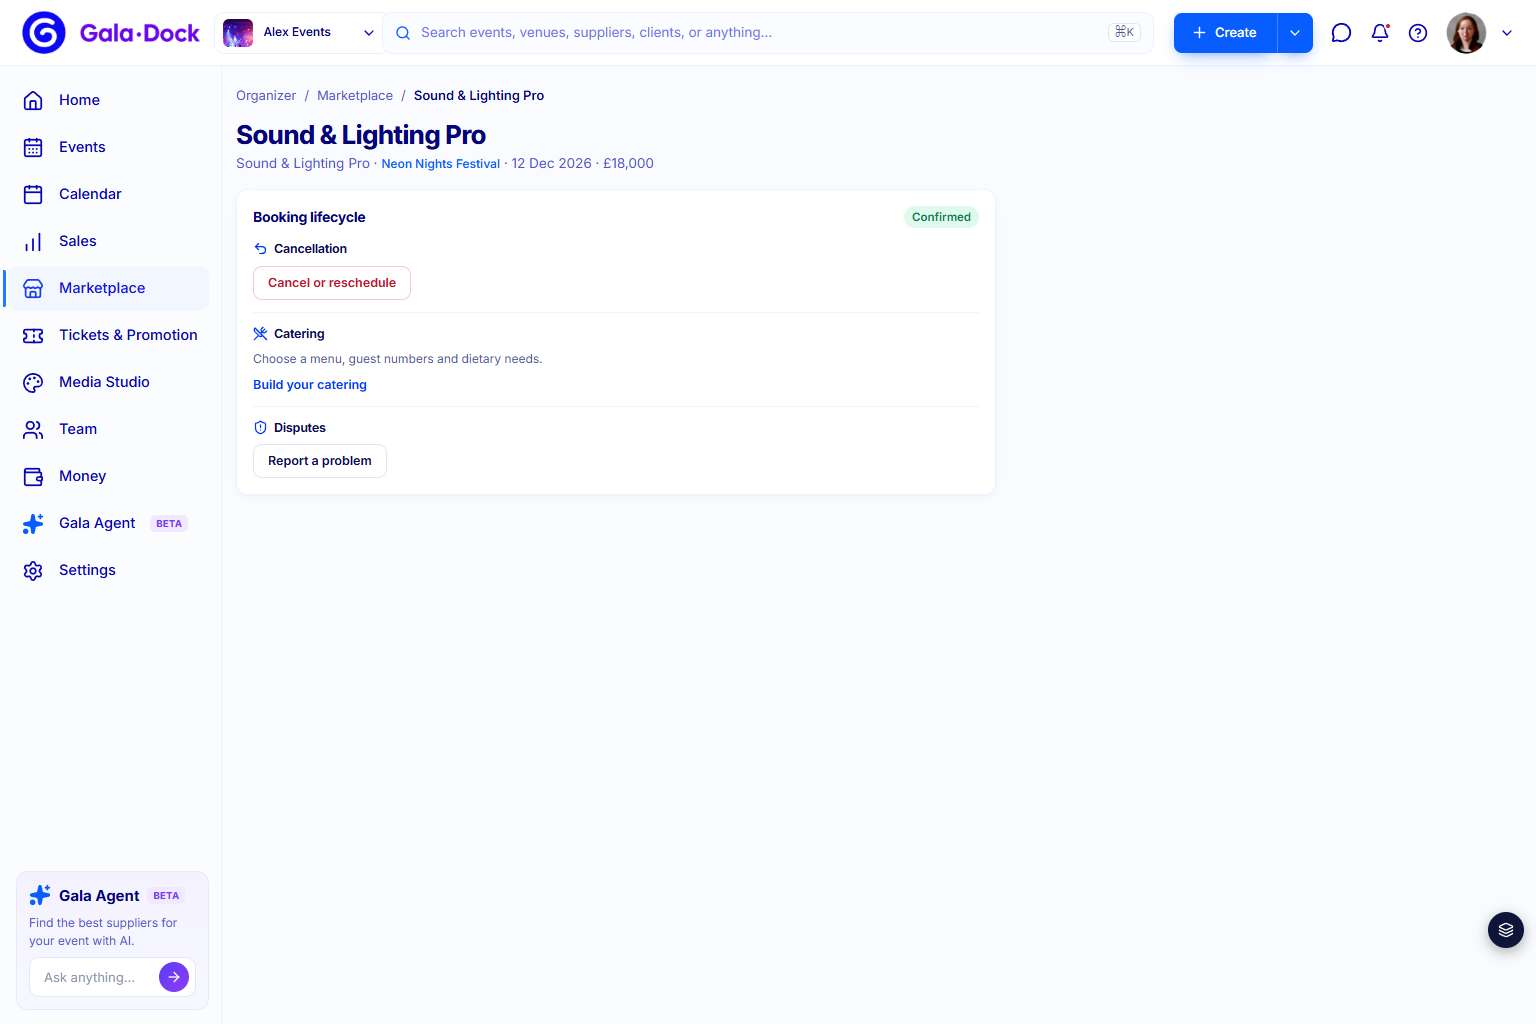 Gala·Dock
Alex Events
Search events, venues, suppliers, clients, or anything...
⌘K
Create
Home
Events
Calendar
Sales
Marketplace
Tickets & Promotion
Media Studio
Team
Money
Gala Agent BETA
Settings
Organizer / Marketplace / Sound & Lighting Pro
Sound & Lighting Pro
Sound & Lighting Pro · Neon Nights Festival · 12 Dec 2026 · £18,000
Booking lifecycle
Confirmed
Cancellation
Cancel or reschedule
Catering
Choose a menu, guest numbers and dietary needs.
Build your catering
Disputes
Report a problem
Gala Agent BETA
Find the best suppliers for
your event with AI.
Ask anything...